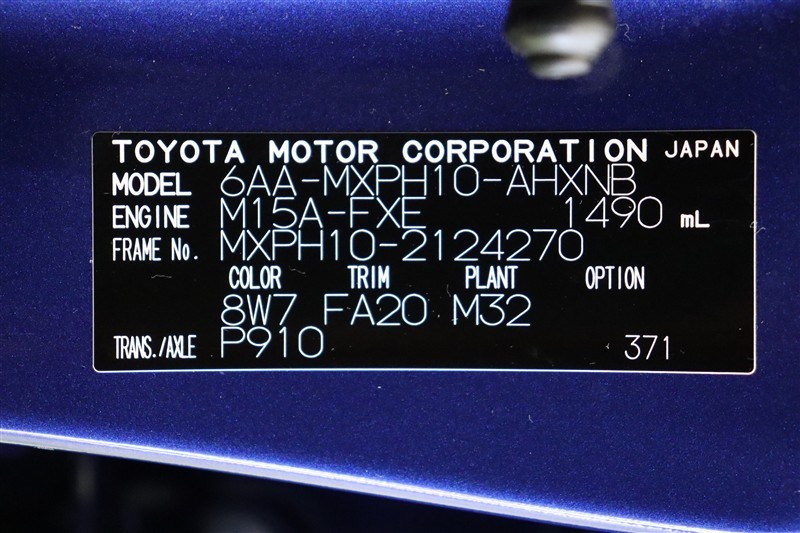 TOYOTA MOTOR CORPORATION JAPAN
MODEL 6AA-MXPH10-AHXNB
ENGINE M15A-FXE 1490 mL
FRAME No. MXPH10-2124270
COLOR TRIM PLANT OPTION
8W7 FA20 M32
TRANS./AXLE P910 371